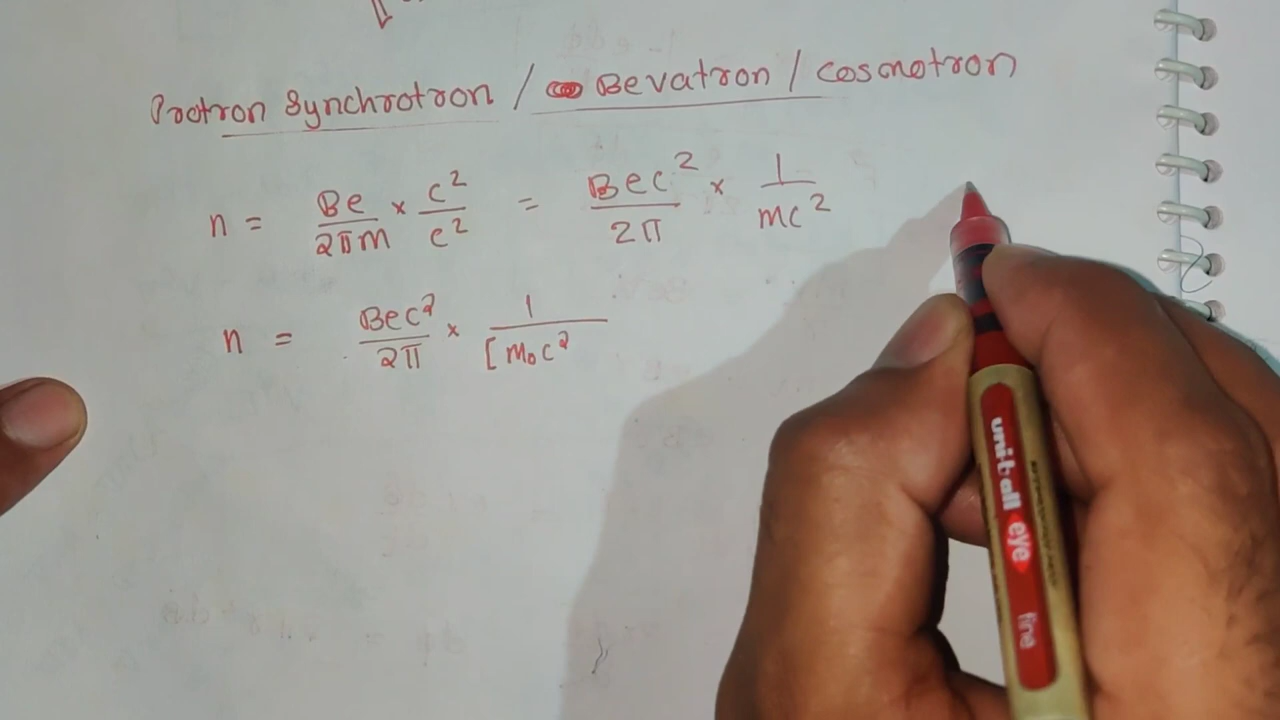 Protron Synchrotron / Bevatron / Cosmotron
n = Be/2πm × c²/c² = Bec²/2π × 1/mc²
n = Bec²/2π × 1/[m₀c²
uni-ball eye fine